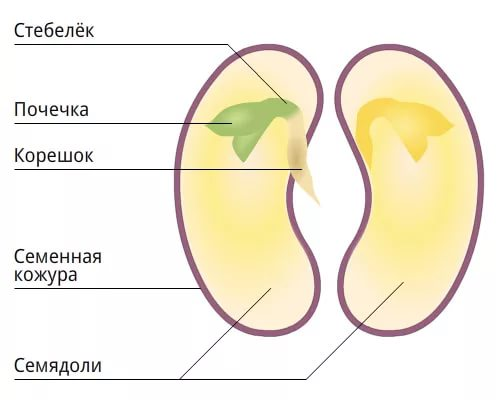 Стебелёк
Почечка
Корешок
Семенная
кожура
Семядоли